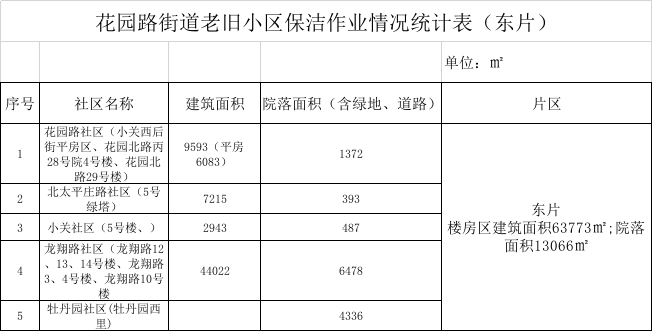 花园路街道老旧小区保洁作业情况统计表（东片）
单位：㎡
序号 社区名称 建筑面积 院落面积（含绿地、道路） 片区
1
花园路社区（小关西后
街平房区、花园北路丙
28号院4号楼、花园北
路29号楼）
9593（平房
6083）
1372
2
北太平庄路社区（5号
绿塔）
7215
393
3
小关社区（5号楼、）
2943
487
4
龙翔路社区（龙翔路12
、13、14号楼、龙翔路
3、4号楼、龙翔路10号
楼
44022
6478
5
牡丹园社区(牡丹园西
里)
4336
东片
楼房区建筑面积63773㎡;院落
面积13066㎡